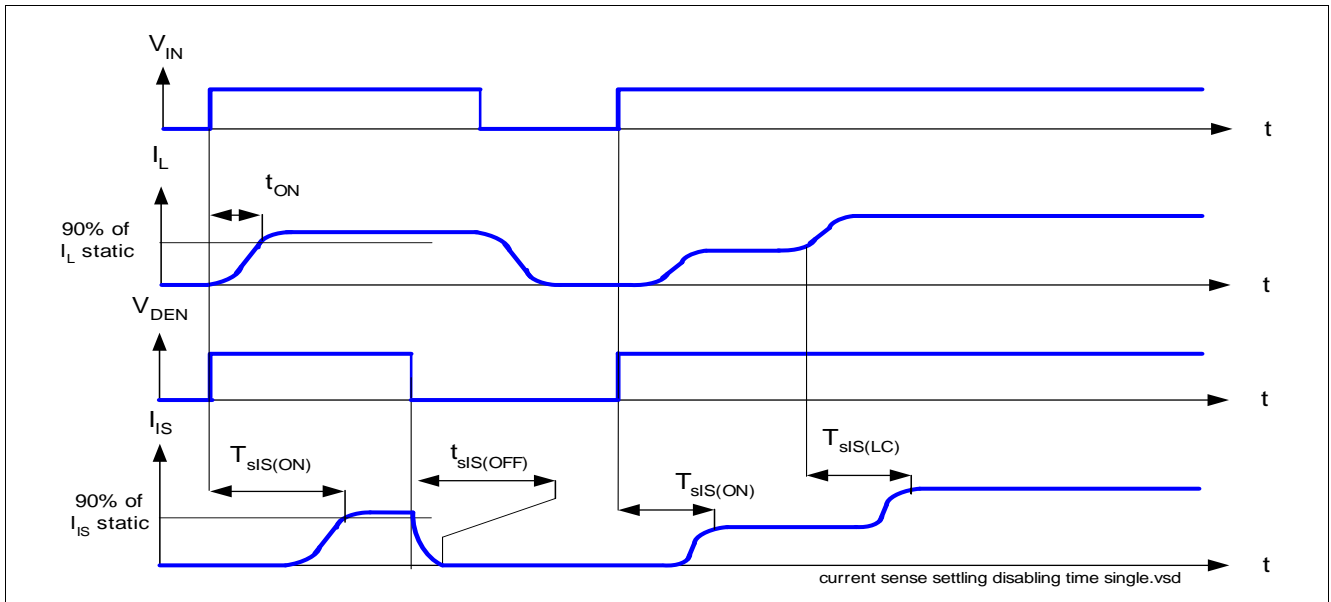 V_IN
t
I_L
t_ON
90% of
I_L static
t
V_DEN
t
I_IS
T_sIS(ON)
t_sIS(OFF)
T_sIS(ON)
T_sIS(LC)
90% of
I_IS static
t
current sense settling disabling time single.vsd